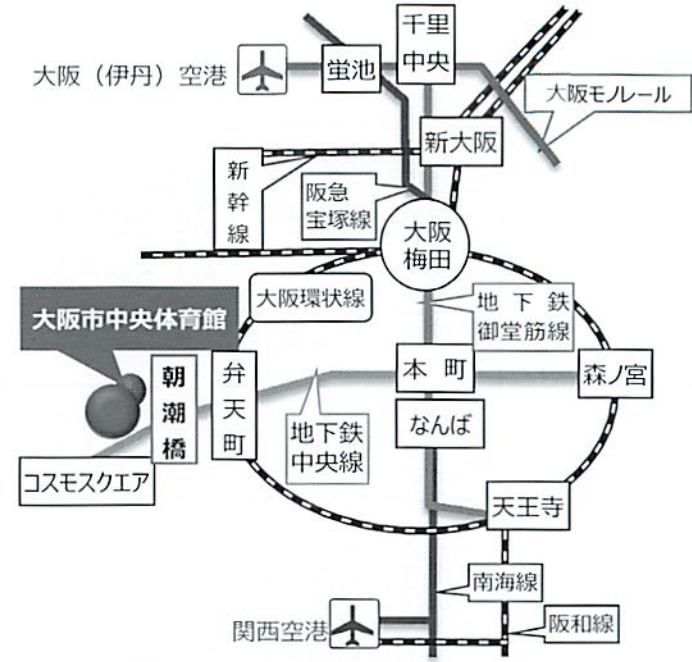 千里
中央
大阪（伊丹）空港
蛍池
大阪モノレール
新大阪
新幹線
阪急
宝塚線
大阪
梅田
大阪環状線
地下鉄
御堂筋線
大阪市中央体育館
朝潮橋
弁天町
本町
森ノ宮
地下鉄
中央線
なんば
コスモスクエア
天王寺
南海線
関西空港
阪和線